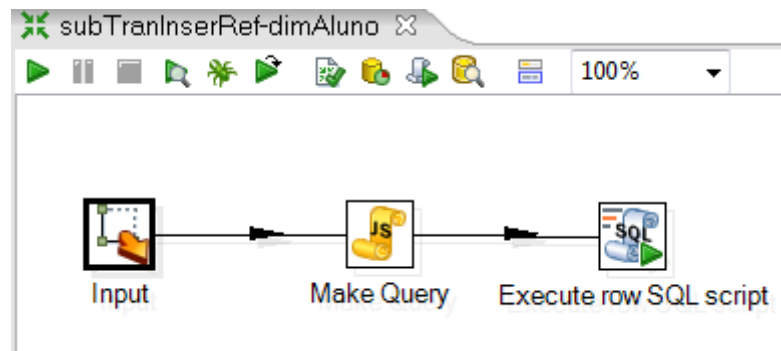 subTranInserRef-dimAluno
100%
JS
SQL
Input
Make Query
Execute row SQL script